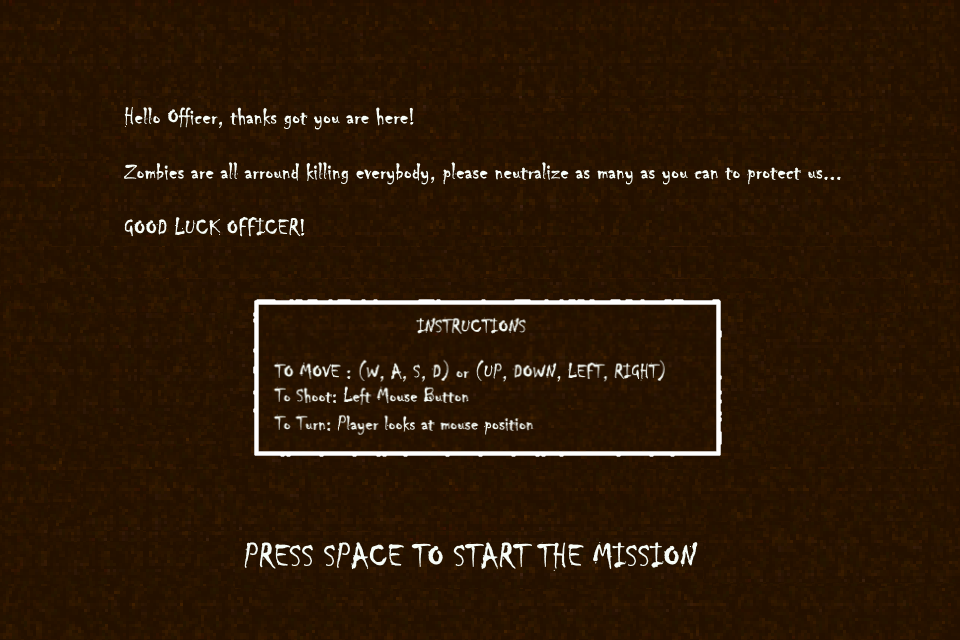 Hello Officer, thanks got you are here!
Zombies are all arround killing everybody, please neutralize as many as you can to protect us...
GOOD LUCK OFFICER!
INSTRUCTIONS
TO MOVE : (W, A, S, D) or (UP, DOWN, LEFT, RIGHT)
To Shoot: Left Mouse Button
To Turn: Player looks at mouse position
PRESS SPACE TO START THE MISSION